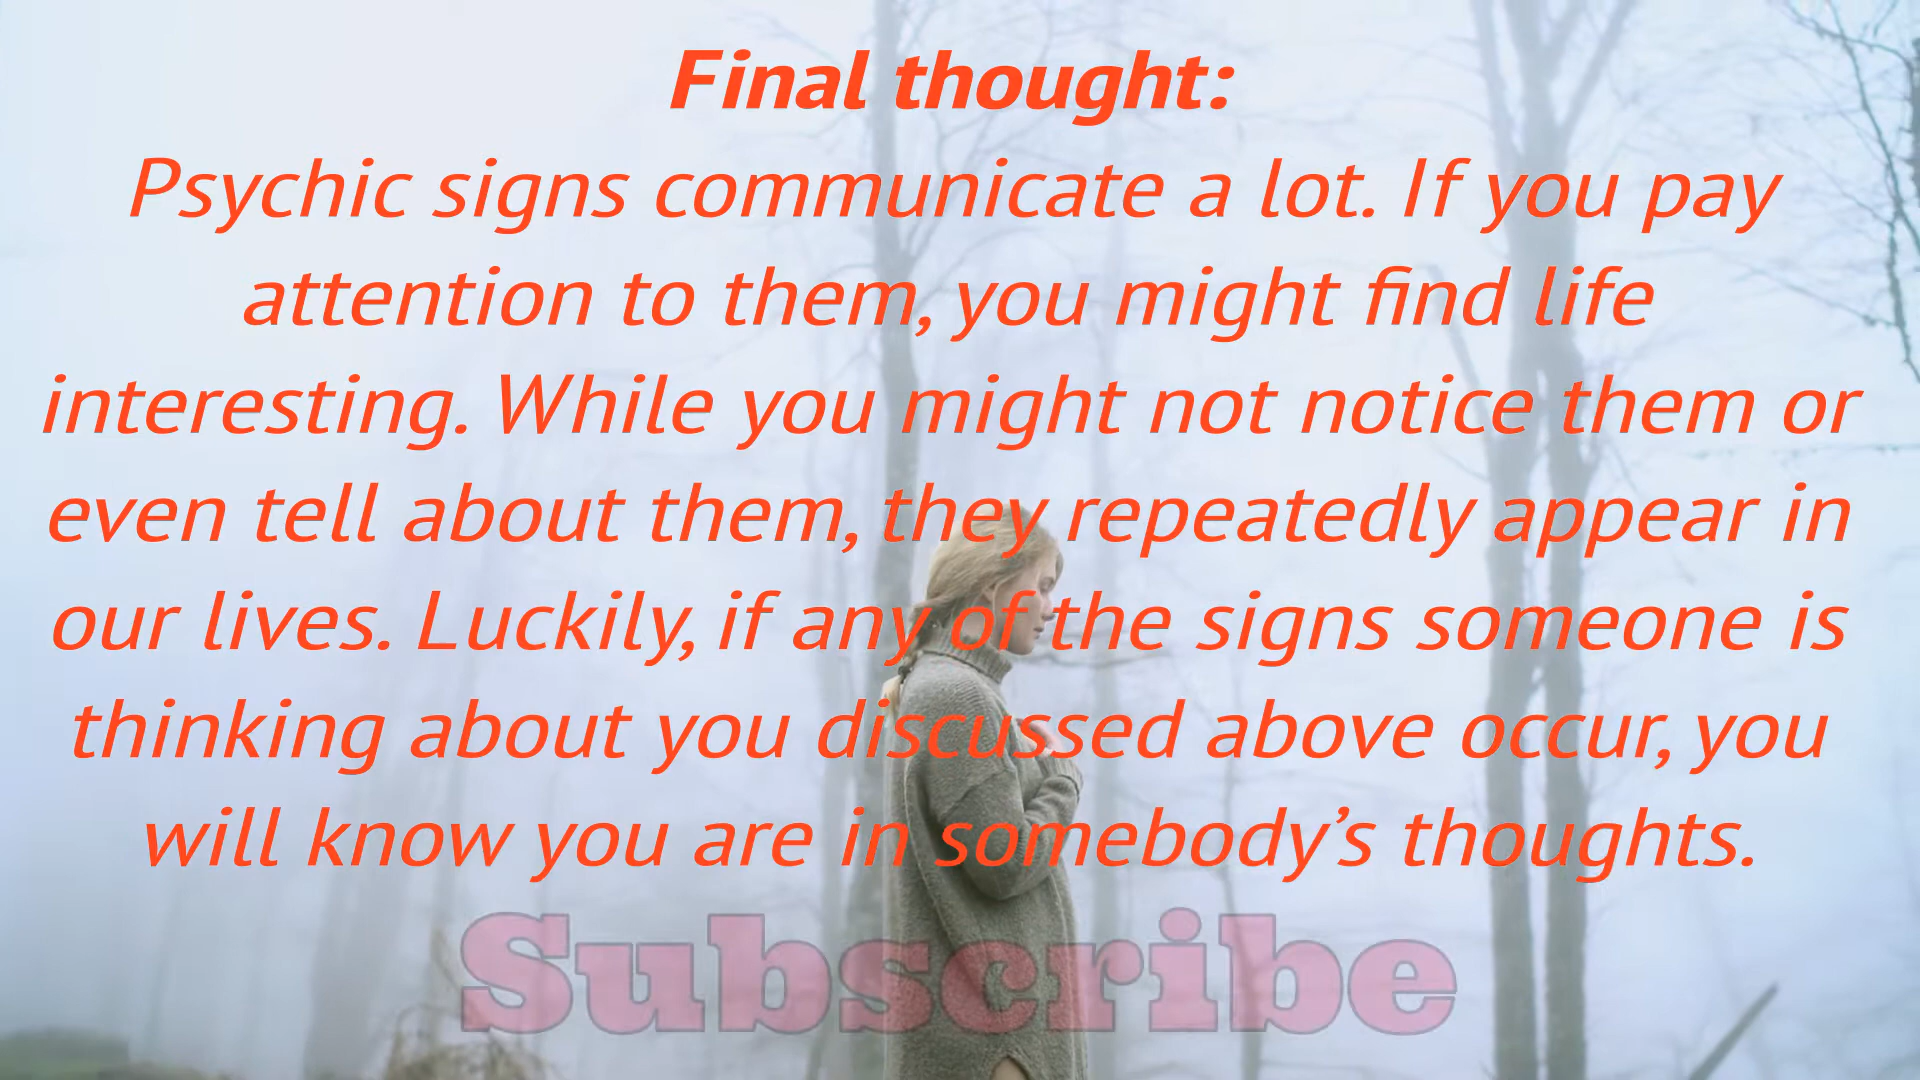 Final thought:
Psychic signs communicate a lot. If you pay
attention to them, you might find life
interesting. While you might not notice them or
even tell about them, they repeatedly appear in
our lives. Luckily, if any of the signs someone is
thinking about you discussed above occur, you
will know you are in somebody’s thoughts.
Subscribe